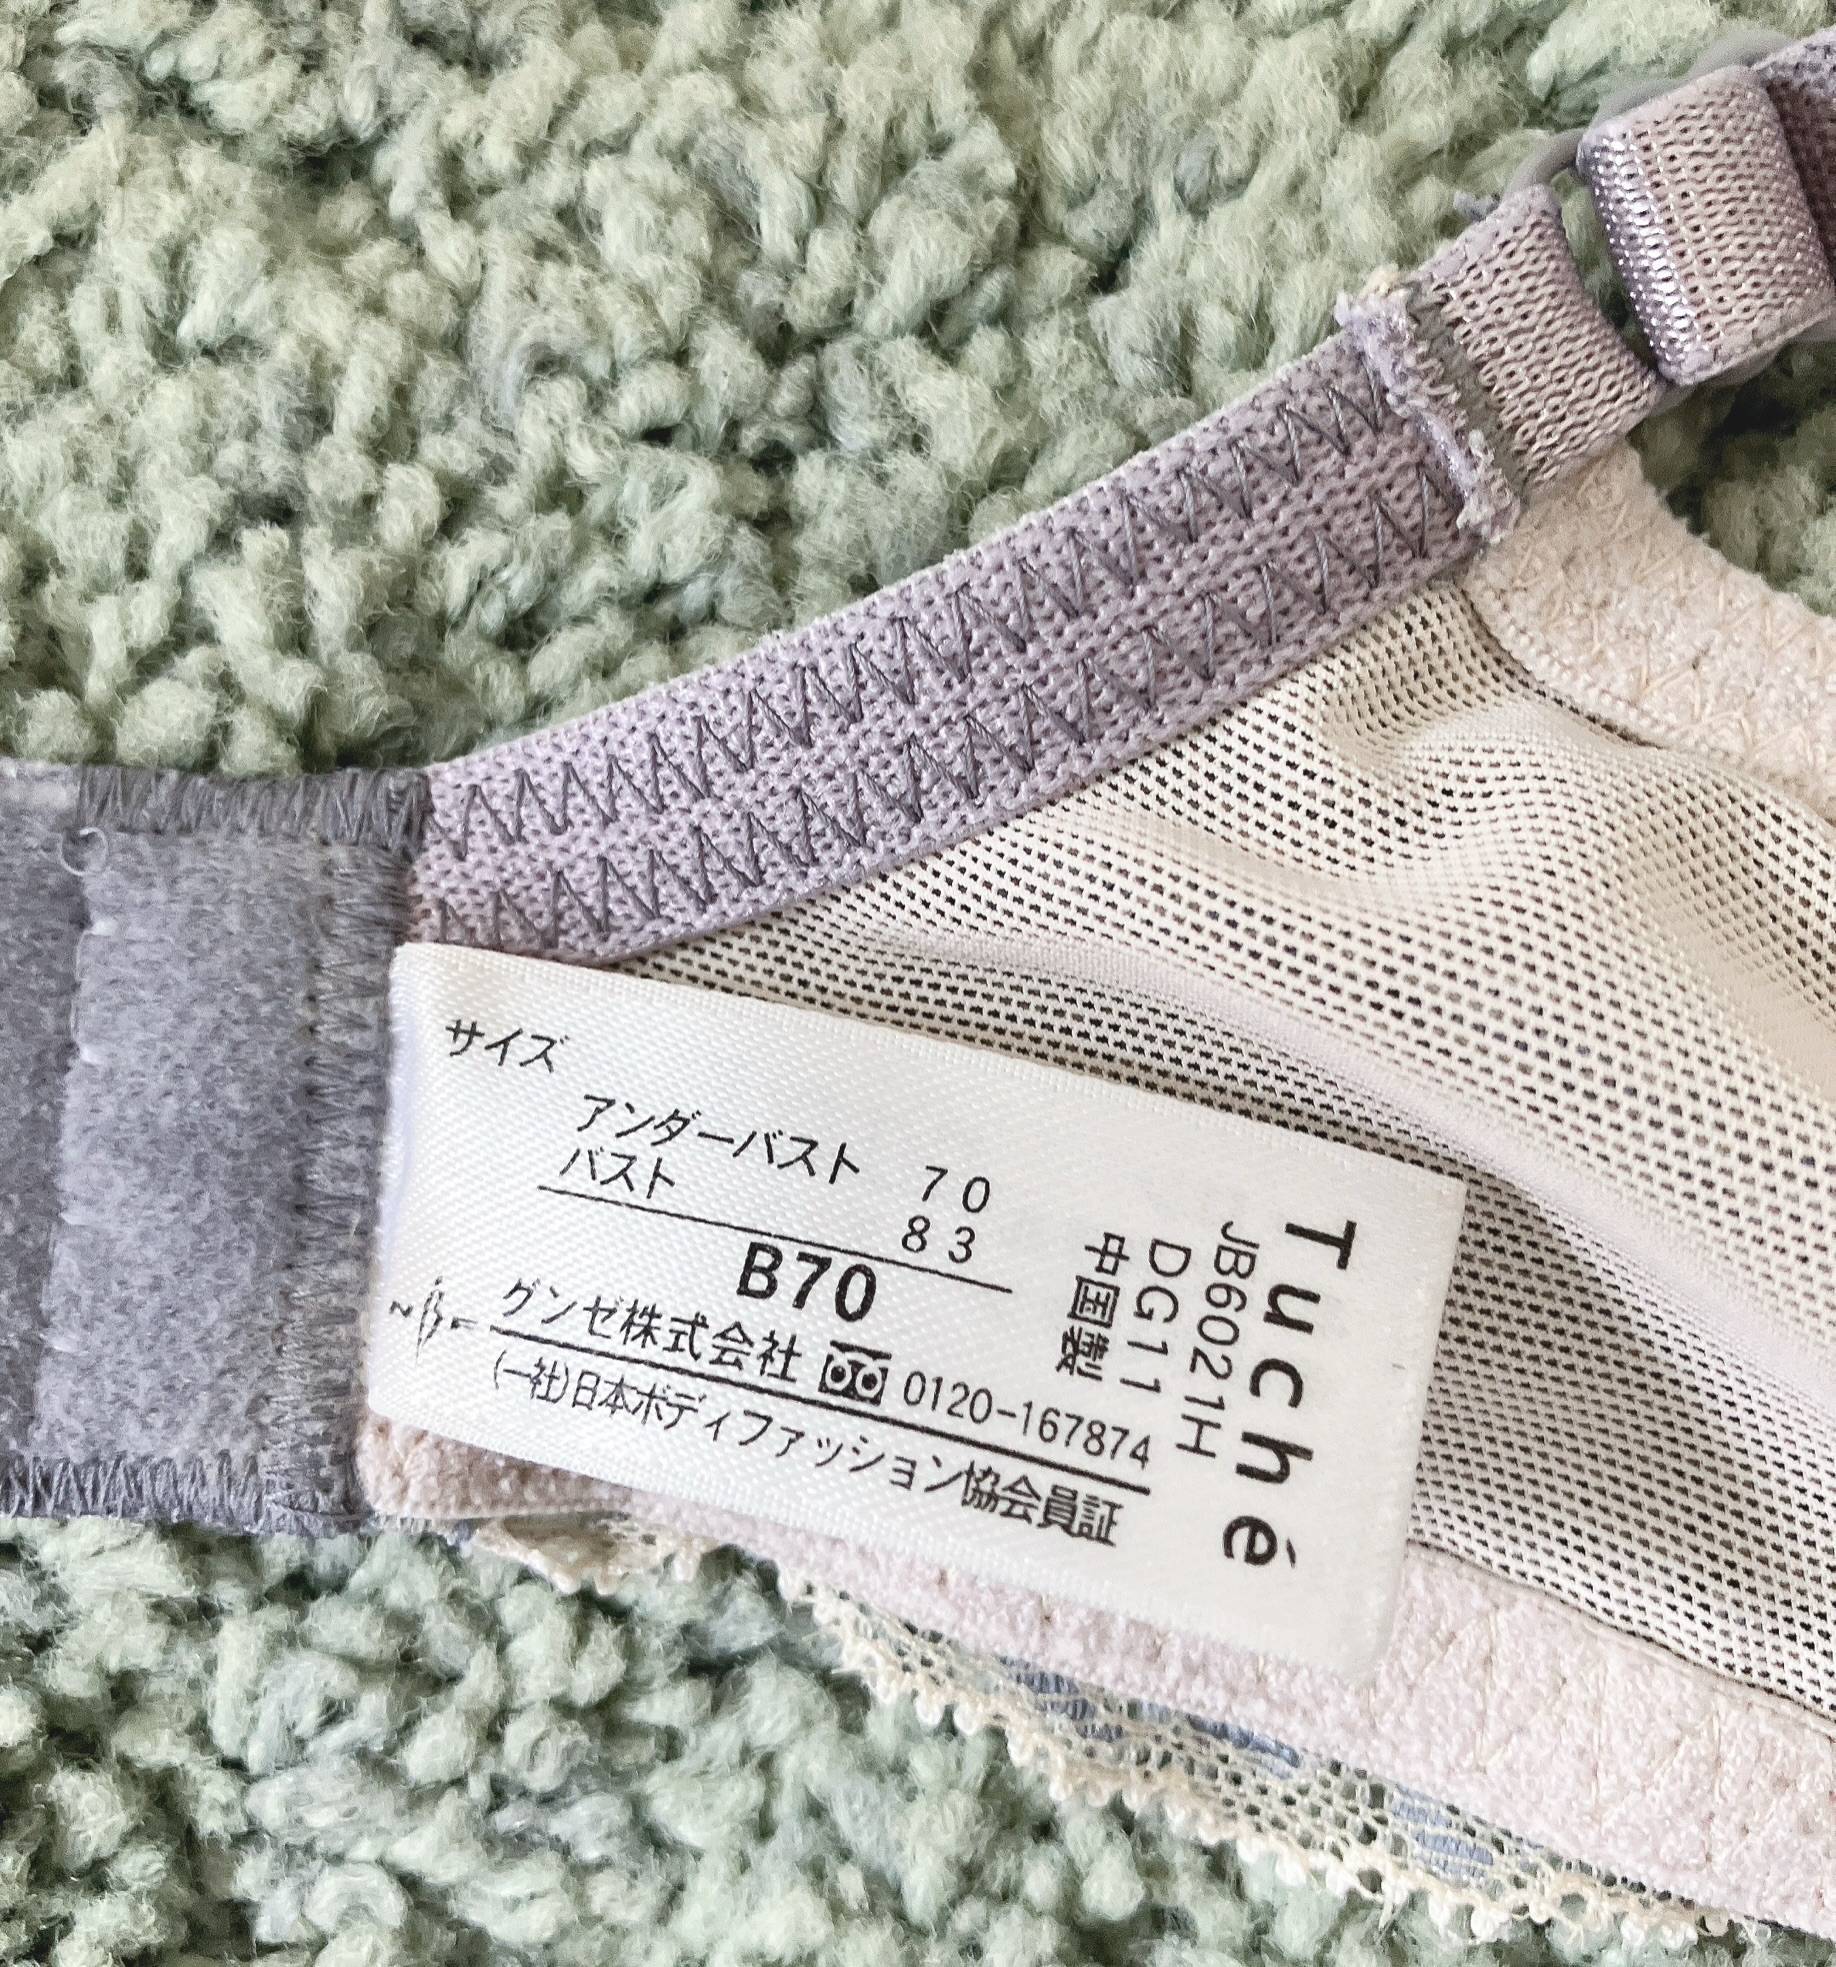 サイズ
アンダーバスト 70
バスト 83
B70
グンゼ株式会社 0120-167874
(一社)日本ボディファッション協会員証
Tuché
JB6021H
DG11
中国製